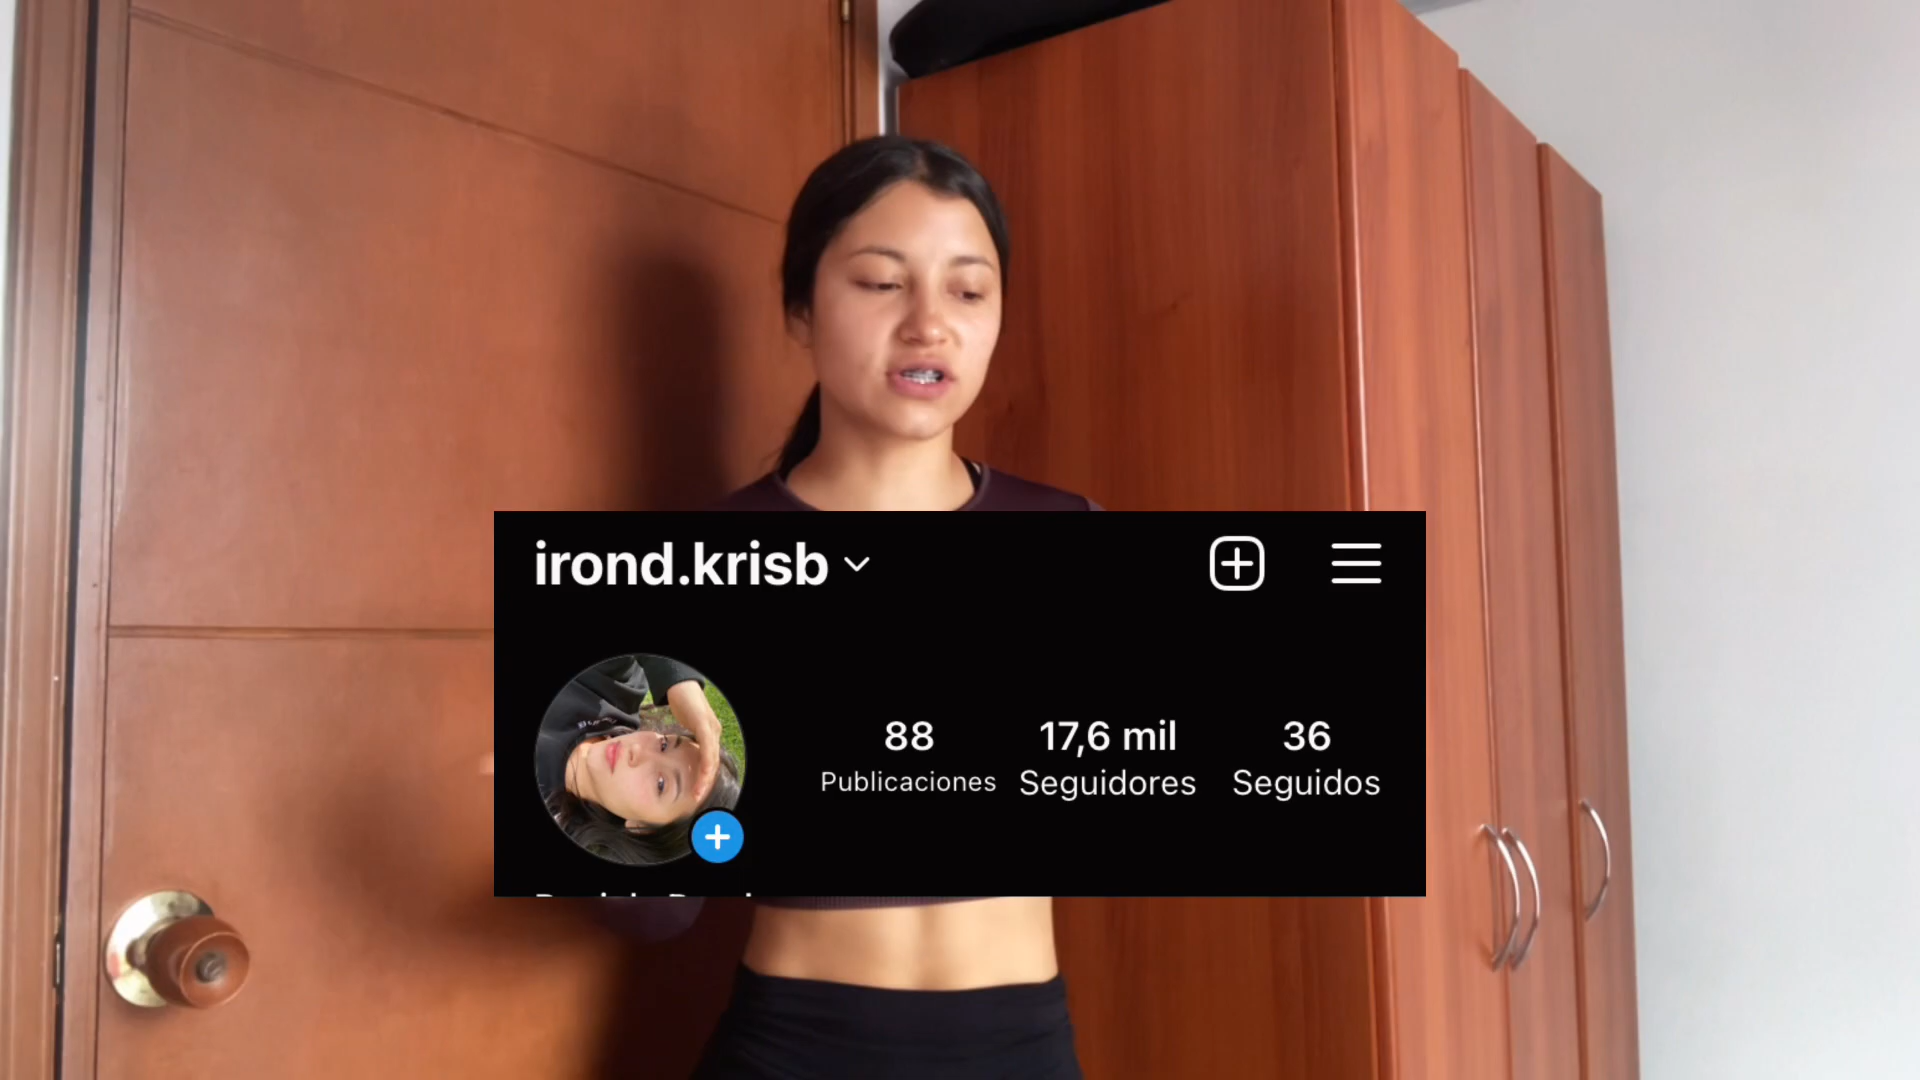 irond.krisb
88 17,6 mil 36
Publicaciones Seguidores Seguidos